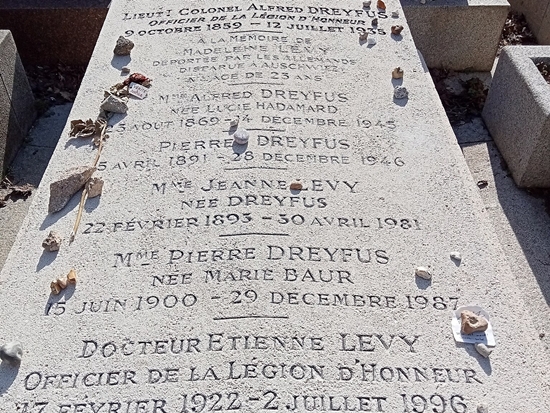 Lieut! Colonel Alfred DREYFUS
Officier de la Légion d'Honneur
9 Octobre 1859 - 12 Juillet 1935
A la mémoire de
Madeleine LEVY
déportée par les Allemands
disparue à Auschwitz
à l'age de 25 ans
Mme Alfred DREYFUS
née Lucie HADAMARD
Août 1869 - 14 Décembre 1945
Pierre DREYFUS
Avril 1891 - 28 Décembre 1946
Mme Jeanne LEVY
née DREYFUS
22 Février 1893 - 30 Avril 1981
Mme Pierre DREYFUS
née Marie BAUR
15 Juin 1900 - 29 Décembre 1987
Docteur Etienne LEVY
Officier de la Légion d'Honneur
17 Février 1922 - 2 Juillet 1996